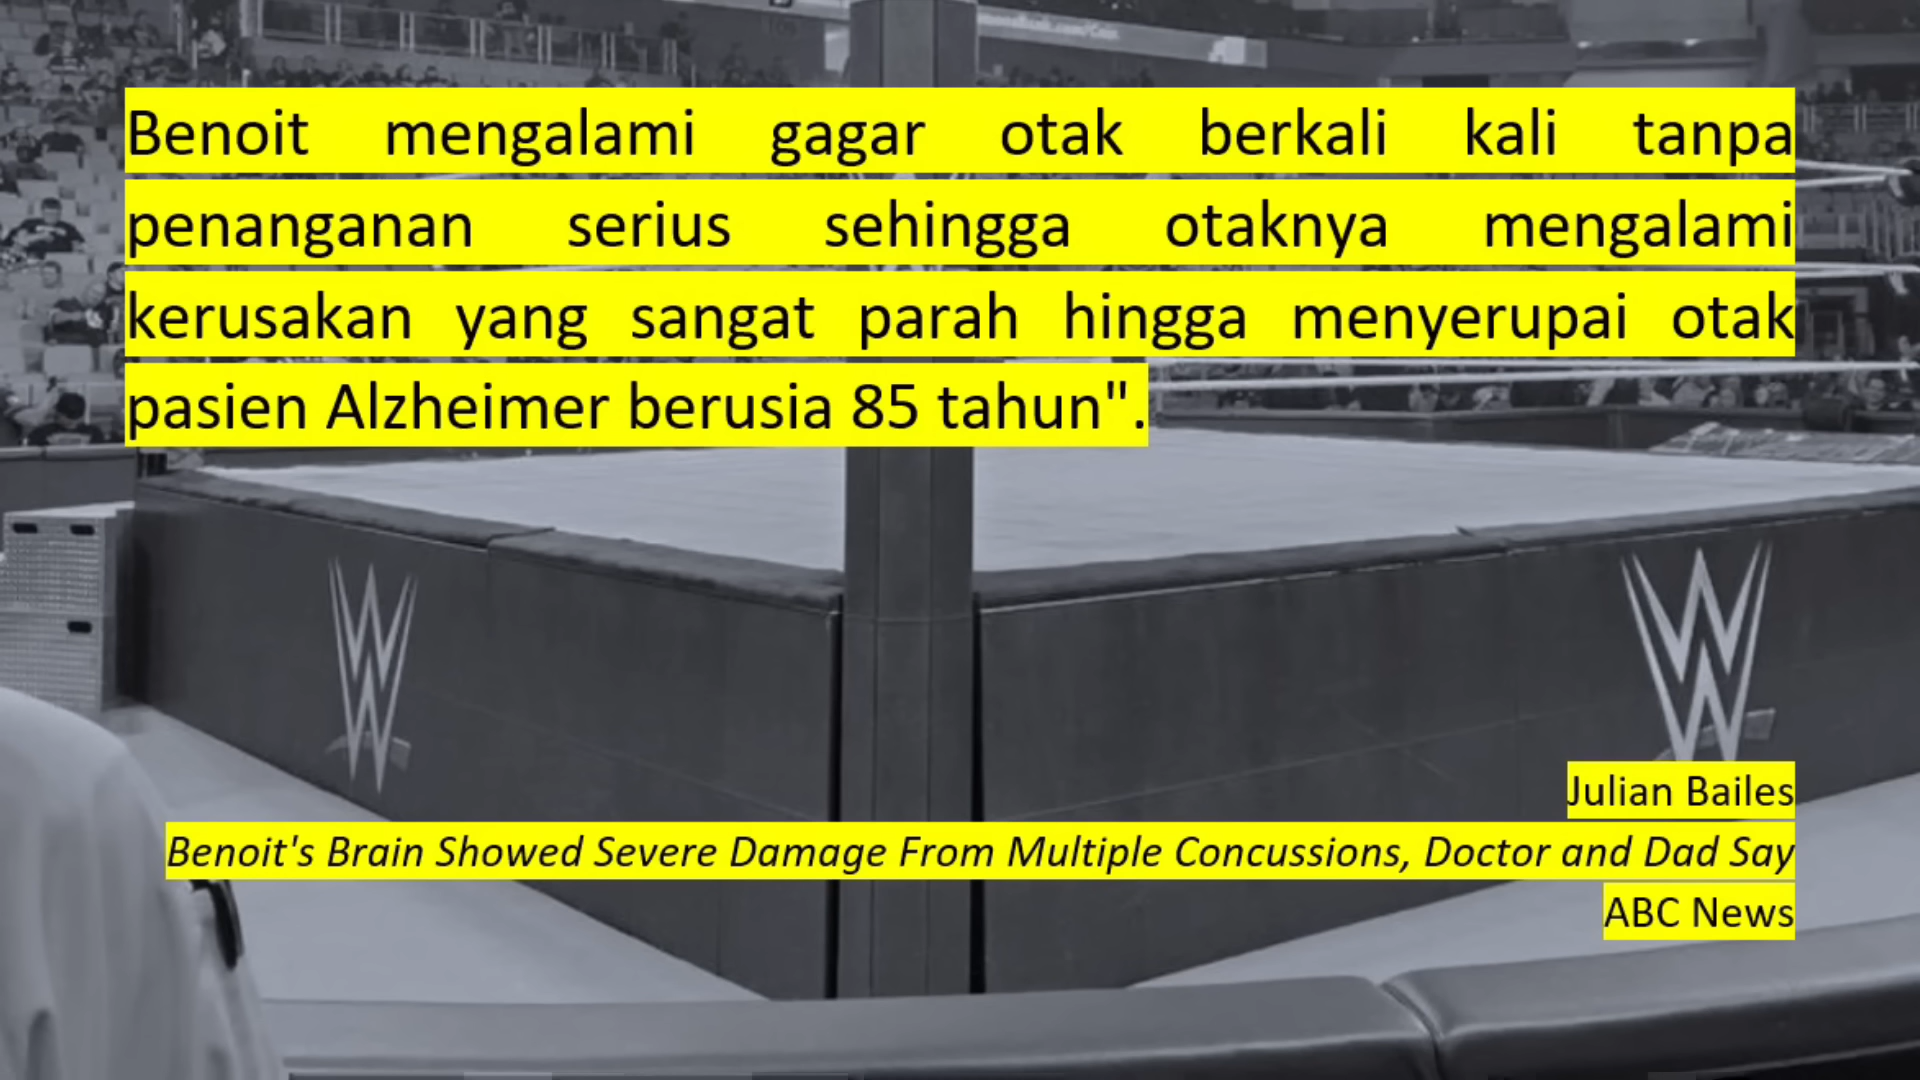 Benoit mengalami gagar otak berkali kali tanpa
penanganan serius sehingga otaknya mengalami
kerusakan yang sangat parah hingga menyerupai otak
pasien Alzheimer berusia 85 tahun".
Julian Bailes
Benoit's Brain Showed Severe Damage From Multiple Concussions, Doctor and Dad Say
ABC News